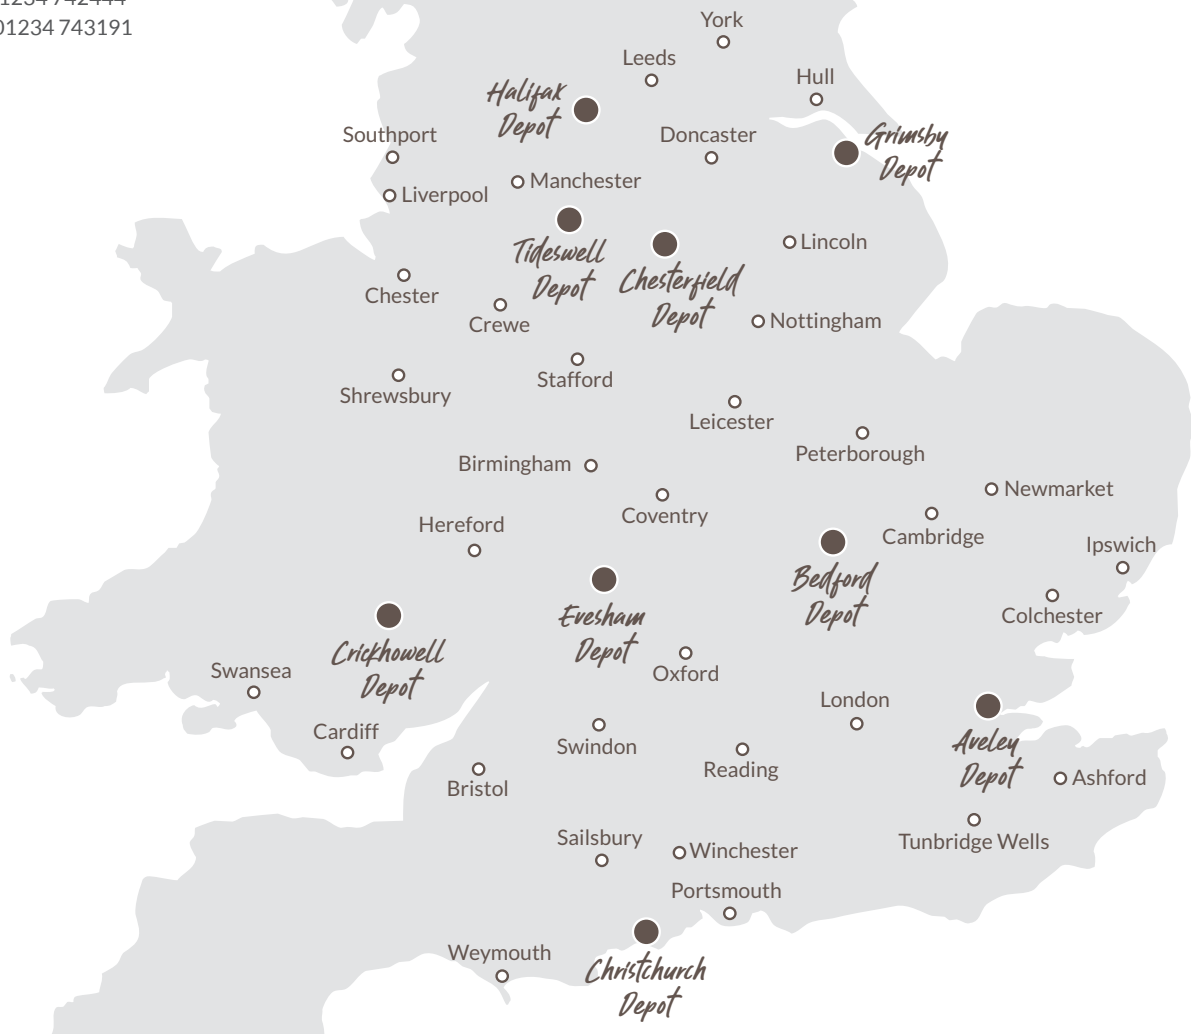 01234 742444
01234 743191
York
Leeds
Hull
Halifax
Depot
Southport
Doncaster
Grimsby
Depot
Manchester
Liverpool
Lincoln
Tideswell
Depot
Chesterfield
Depot
Chester
Crewe
Nottingham
Stafford
Shrewsbury
Leicester
Peterborough
Birmingham
Newmarket
Coventry
Hereford
Cambridge
Ipswich
Bedford
Depot
Colchester
Evesham
Depot
Crickhowell
Depot
Swansea
Oxford
London
Cardiff
Swindon
Aveley
Depot
Reading
Ashford
Bristol
Sailsbury
Winchester
Tunbridge Wells
Portsmouth
Weymouth
Christchurch
Depot